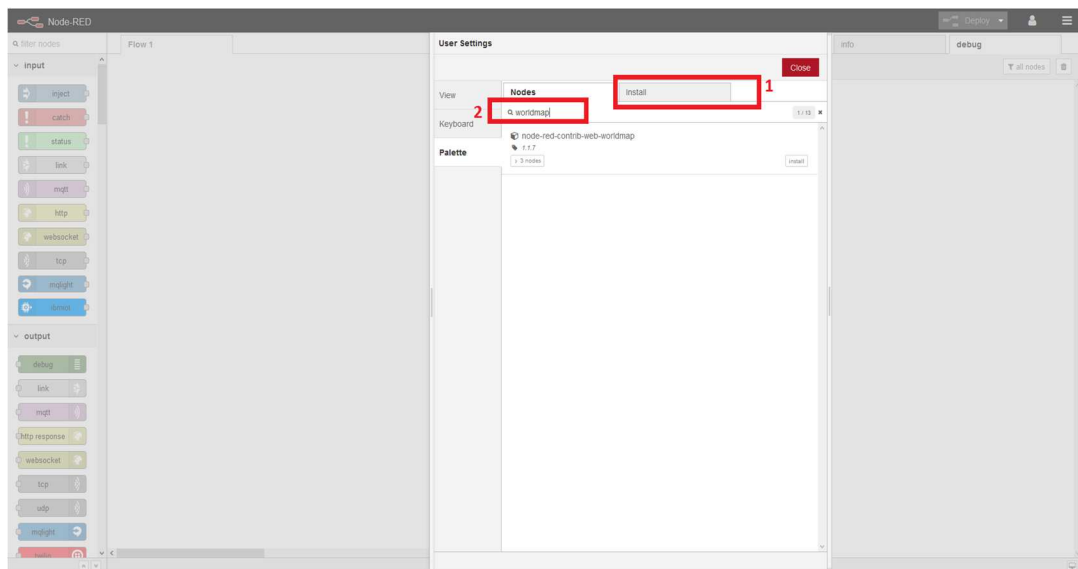 Node-RED
Deploy
filter nodes
Flow 1
User Settings
info
debug
Close
all nodes
input
inject
catch
status
link
mqtt
http
websocket
tcp
mqlight
View
Keyboard
Palette
Nodes
Install
1
2
worldmap
1 / 13
node-red-contrib-web-worldmap
1.1.7
3 nodes
install
output
debug
link
mqtt
http response
websocket
tcp
udp
mqlight